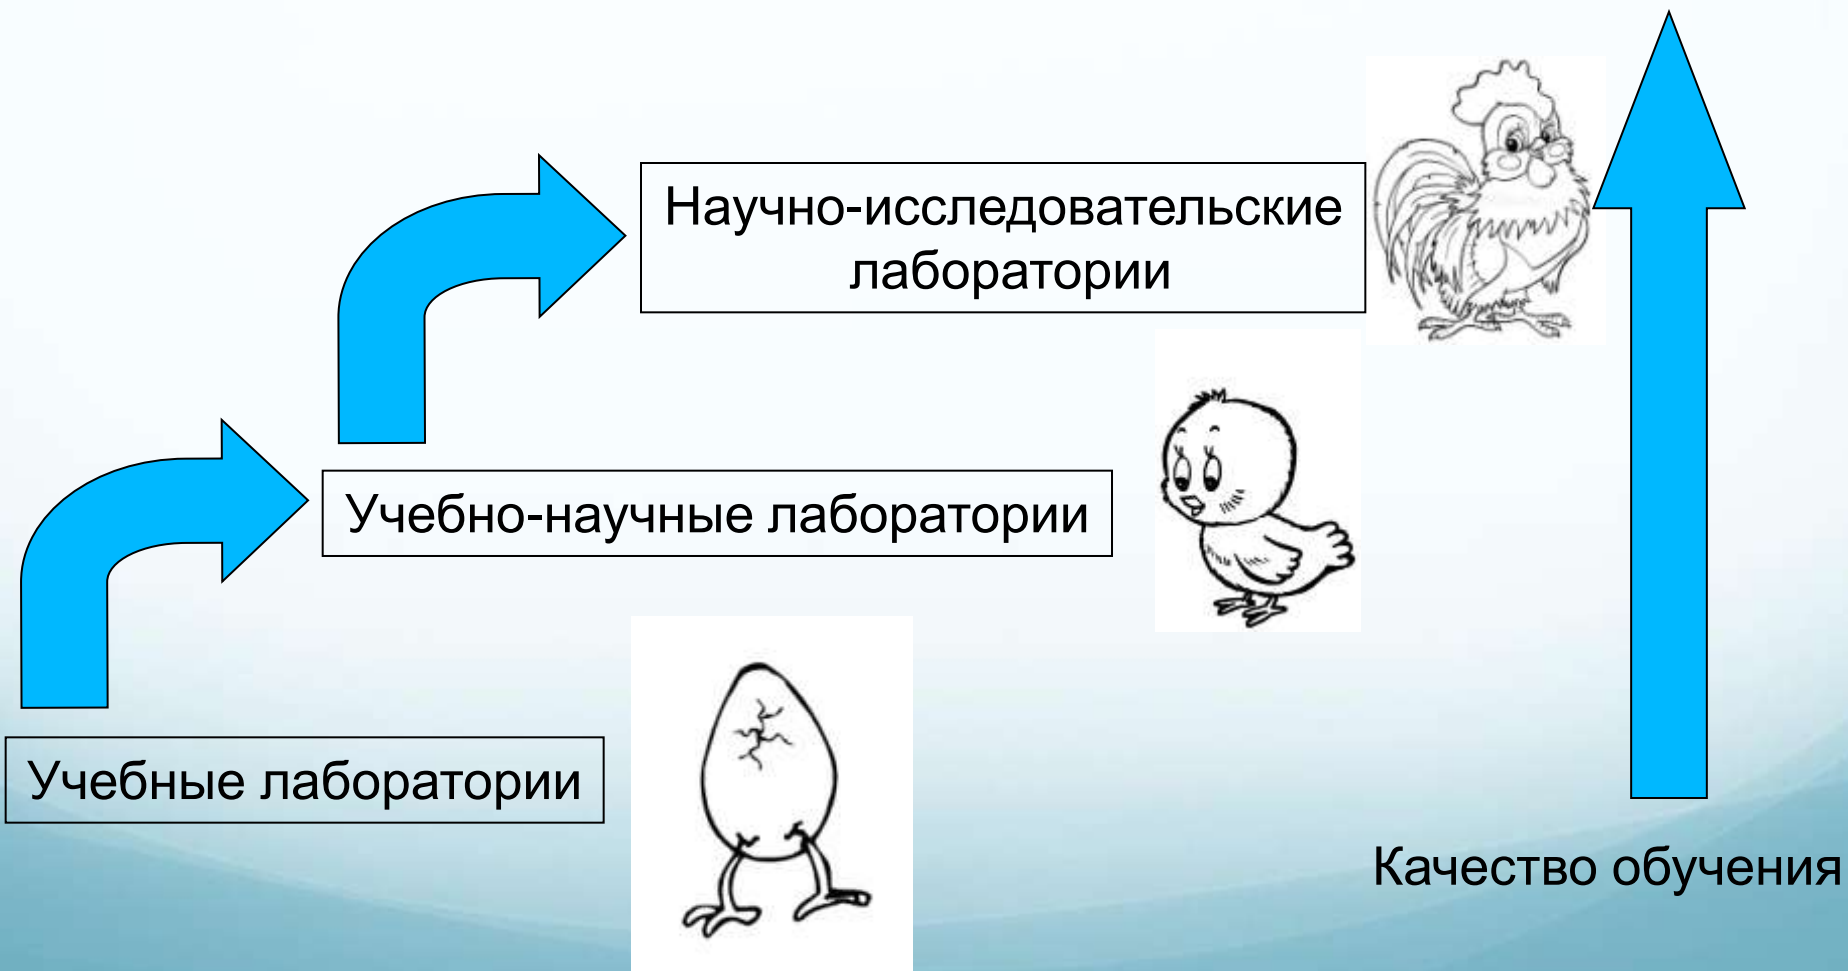 Научно-исследовательские
лаборатории
Учебно-научные лаборатории
Учебные лаборатории
Качество обучения